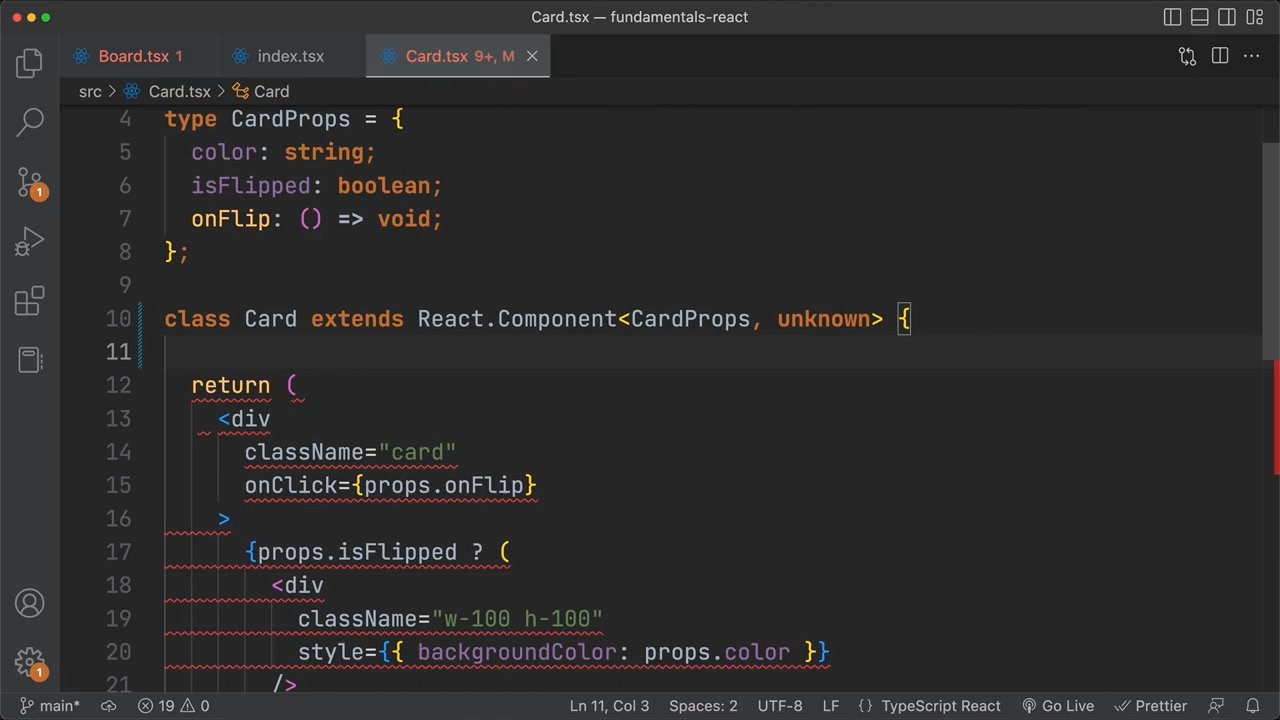 Card.tsx — fundamentals-react
Board.tsx 1
index.tsx
Card.tsx 9+, M
src > Card.tsx > Card
4 type CardProps = {
5 color: string;
6 isFlipped: boolean;
7 onFlip: () => void;
8 };
9
10 class Card extends React.Component<CardProps, unknown> {
11
12 return (
13 <div
14 className="card"
15 onClick={props.onFlip}
16 >
17 {props.isFlipped ? (
18 <div
19 className="w-100 h-100"
20 style={{ backgroundColor: props.color }}
21 />
1
1
main* 19 0 Ln 11, Col 3 Spaces: 2 UTF-8 LF {} TypeScript React Go Live Prettier